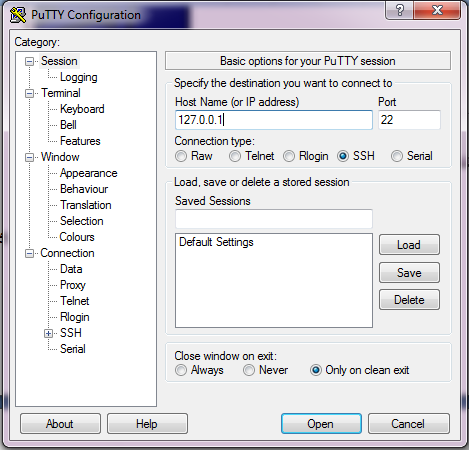 PuTTY Configuration
Category:
Session
Logging
Terminal
Keyboard
Bell
Features
Window
Appearance
Behaviour
Translation
Selection
Colours
Connection
Data
Proxy
Telnet
Rlogin
SSH
Serial
Basic options for your PuTTY session
Specify the destination you want to connect to
Host Name (or IP address) Port
127.0.0.1 22
Connection type:
Raw Telnet Rlogin SSH Serial
Load, save or delete a stored session
Saved Sessions
Default Settings
Load
Save
Delete
Close window on exit:
Always Never Only on clean exit
About Help Open Cancel